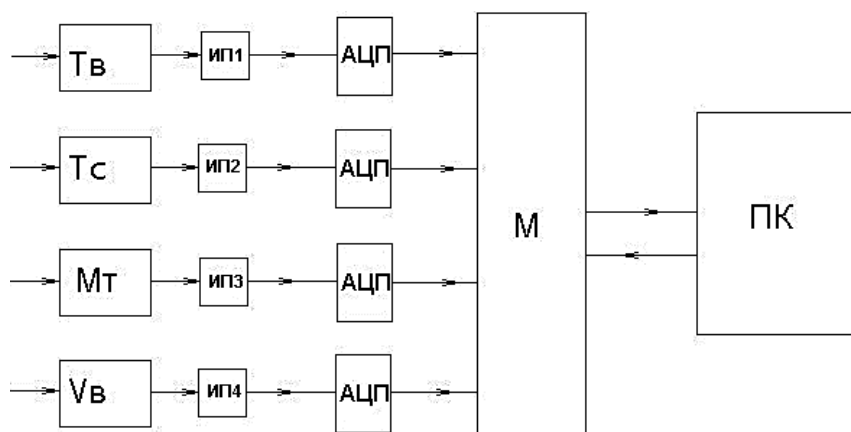 Тв ИП1 АЦП
Тс ИП2 АЦП
М ПК
Мт ИП3 АЦП
Vв ИП4 АЦП